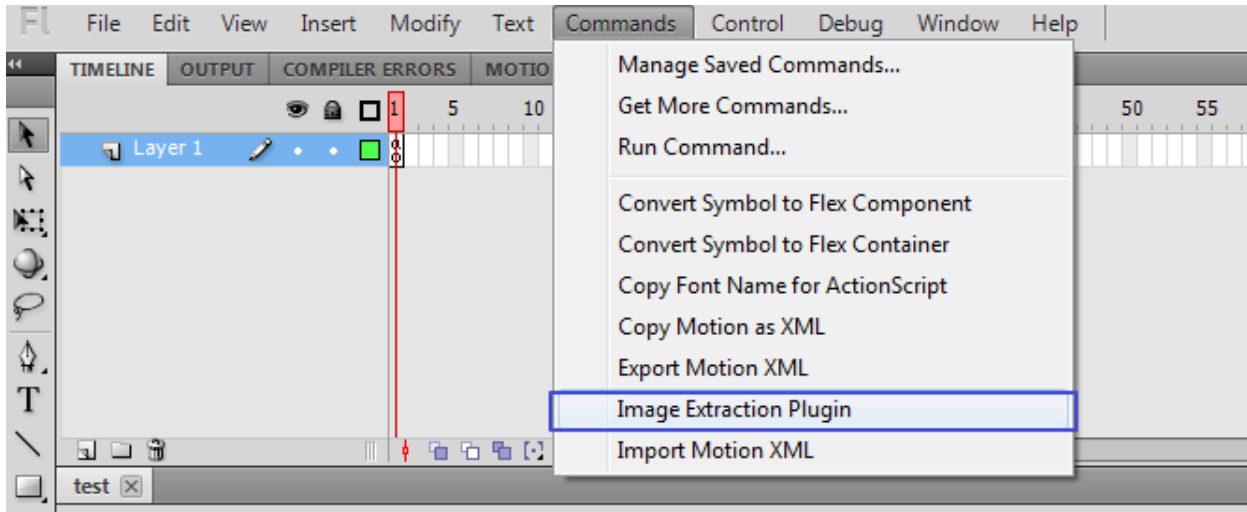 Fl File Edit View Insert Modify Text Commands Control Debug Window Help
TIMELINE OUTPUT COMPILER ERRORS MOTIO
1 5 10 50 55
Layer 1
Manage Saved Commands...
Get More Commands...
Run Command...
Convert Symbol to Flex Component
Convert Symbol to Flex Container
Copy Font Name for ActionScript
Copy Motion as XML
Export Motion XML
Image Extraction Plugin
Import Motion XML
T
test